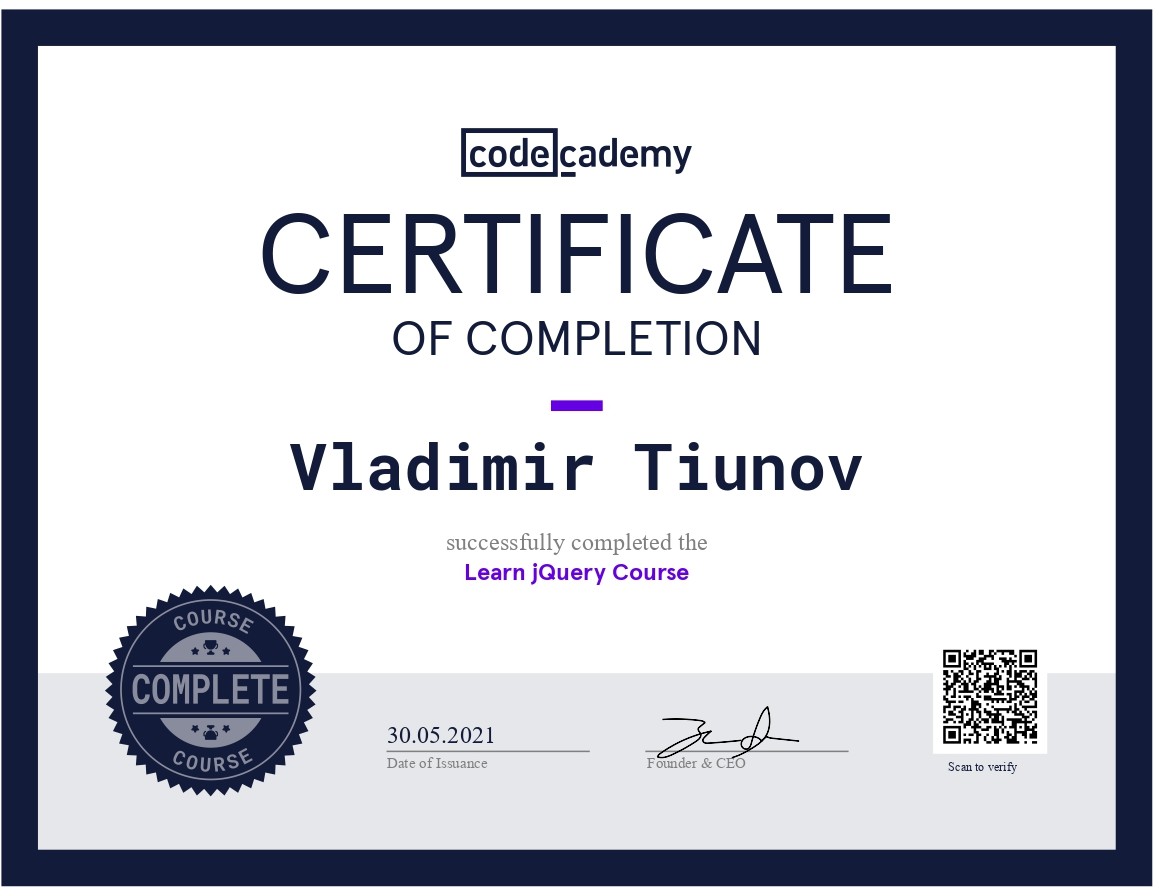 codecademy
CERTIFICATE
OF COMPLETION
Vladimir Tiunov
successfully completed the
Learn jQuery Course
COURSE
COMPLETE
COURSE
30.05.2021
Date of Issuance
Founder & CEO
Scan to verify